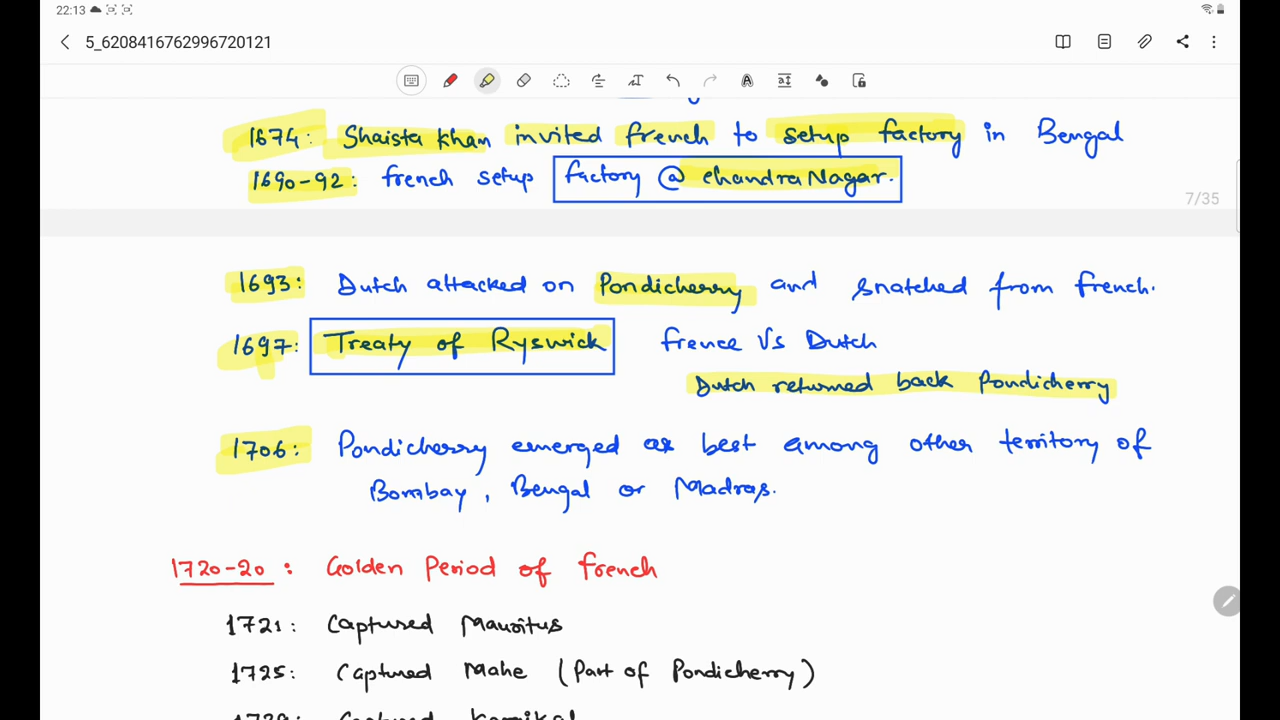 22:13
5_6208416762996720121
1674: Shaista Khan invited french to setup factory in Bengal
1690-92: french setup factory @ chandraNagar.
7/35
1693: Dutch attacked on Pondicherry and snatched from french.
1697: Treaty of Ryswick frence Vs Dutch
Dutch returned back Pondicherry
1706: Pondicherry emerged as best among other territory of
Bombay, Bengal or Madras.
1720-20: Golden Period of french
1721: Captured Mauritus
1725: Captured Mahe (Part of Pondicherry)